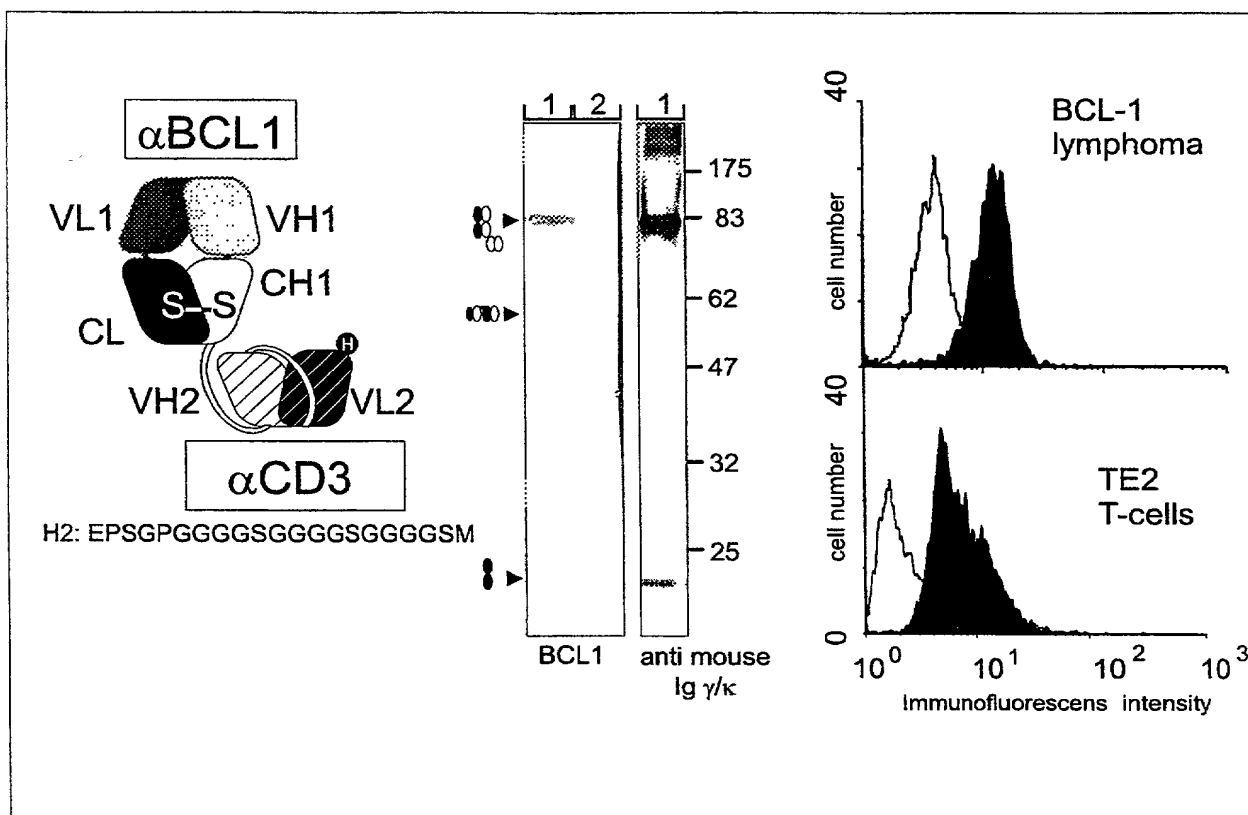 αBCL1
VL1
VH1
CH1
S--S
CL
H
VH2
VL2
αCD3
H2: EPSGPGGGGSGGGGSGGGGSM
1 2
1
175
83
62
47
32
25
BCL1
anti mouse
Ig γ/κ
40
BCL-1
lymphoma
cell number
40
TE2
T-cells
cell number
0
10⁰ 10¹ 10² 10³
Immunofluorescens intensity